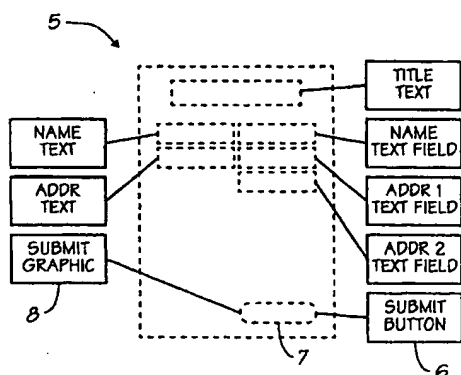 5
TITLE
TEXT
NAME
TEXT
NAME
TEXT FIELD
ADDR
TEXT
ADDR 1
TEXT FIELD
SUBMIT
GRAPHIC
ADDR 2
TEXT FIELD
8
7
SUBMIT
BUTTON
6